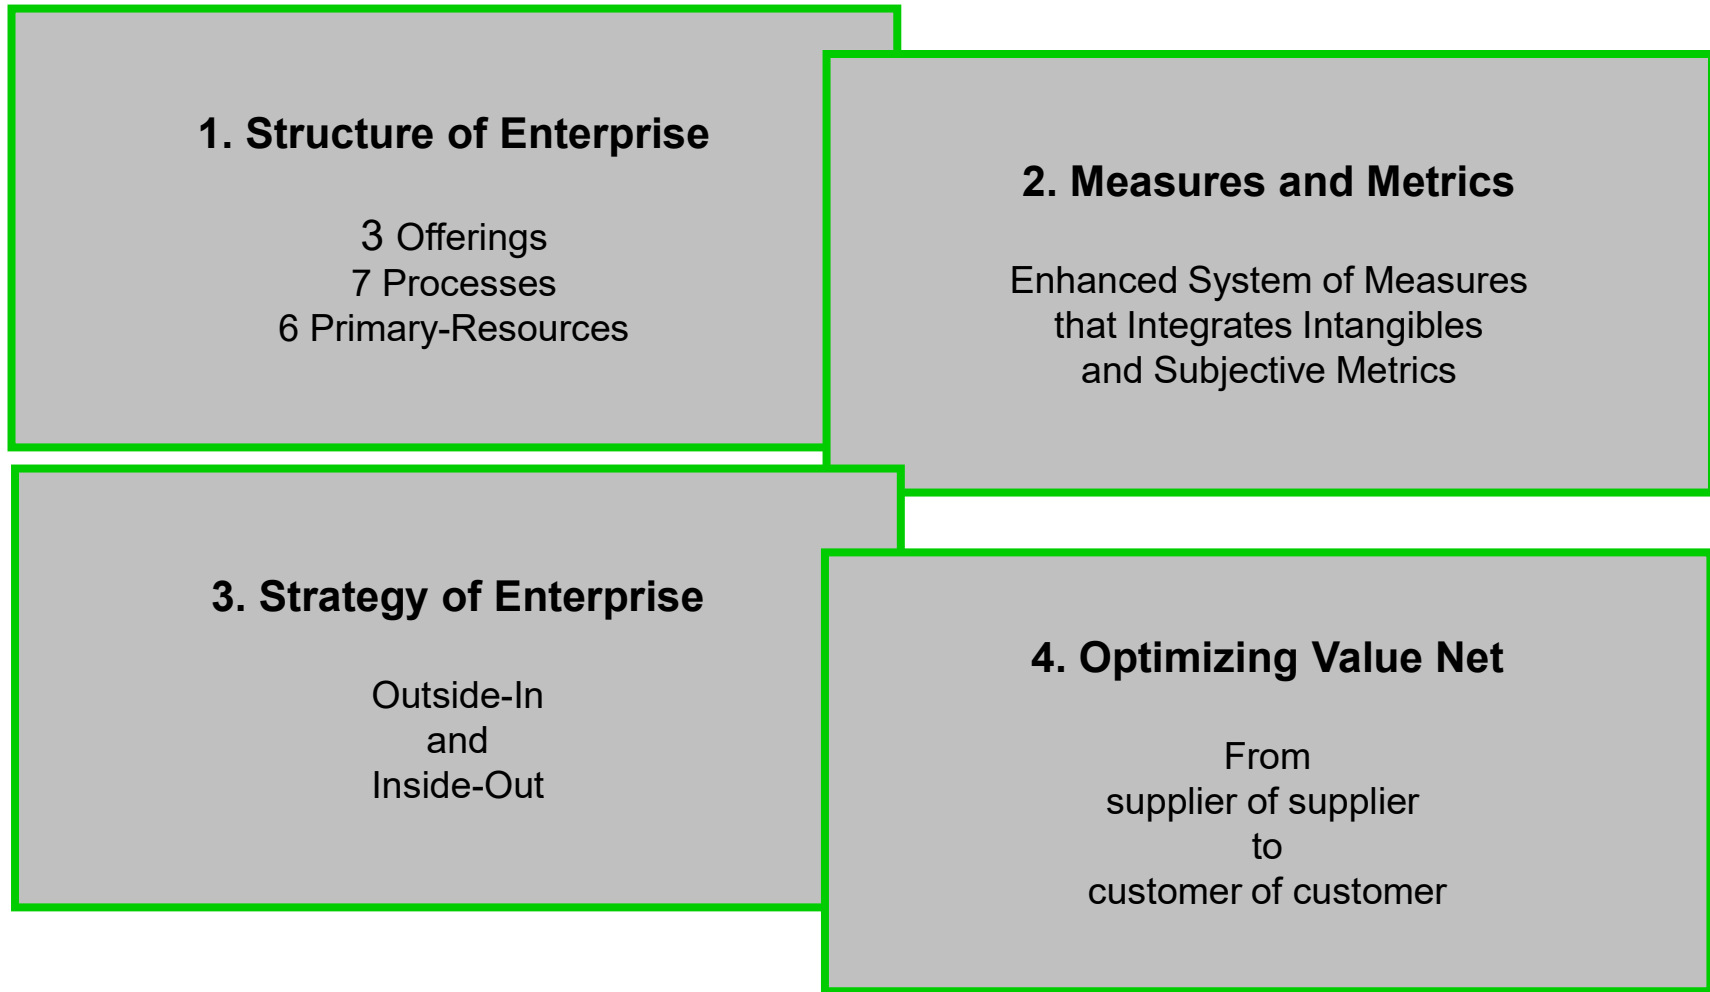 1. Structure of Enterprise
3 Offerings
7 Processes
6 Primary-Resources
2. Measures and Metrics
Enhanced System of Measures
that Integrates Intangibles
and Subjective Metrics
3. Strategy of Enterprise
Outside-In
and
Inside-Out
4. Optimizing Value Net
From
supplier of supplier
to
customer of customer